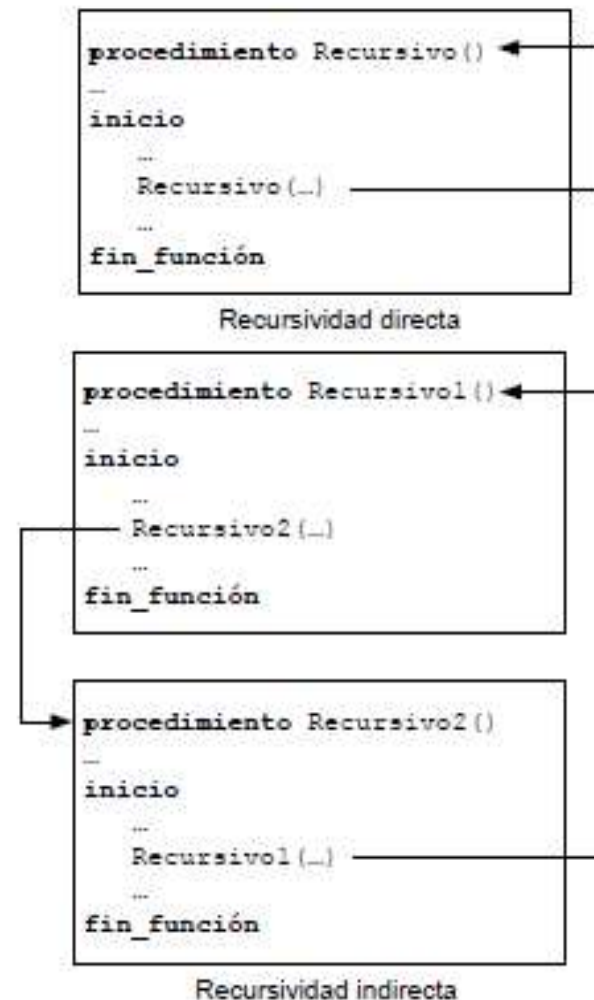 procedimiento Recursivo()
…
inicio
…
Recursivo(…)
…
fin_función
Recursividad directa
procedimiento Recursivo1()
…
inicio
…
Recursivo2(…)
…
fin_función
procedimiento Recursivo2()
…
inicio
…
Recursivo1(…)
…
fin_función
Recursividad indirecta